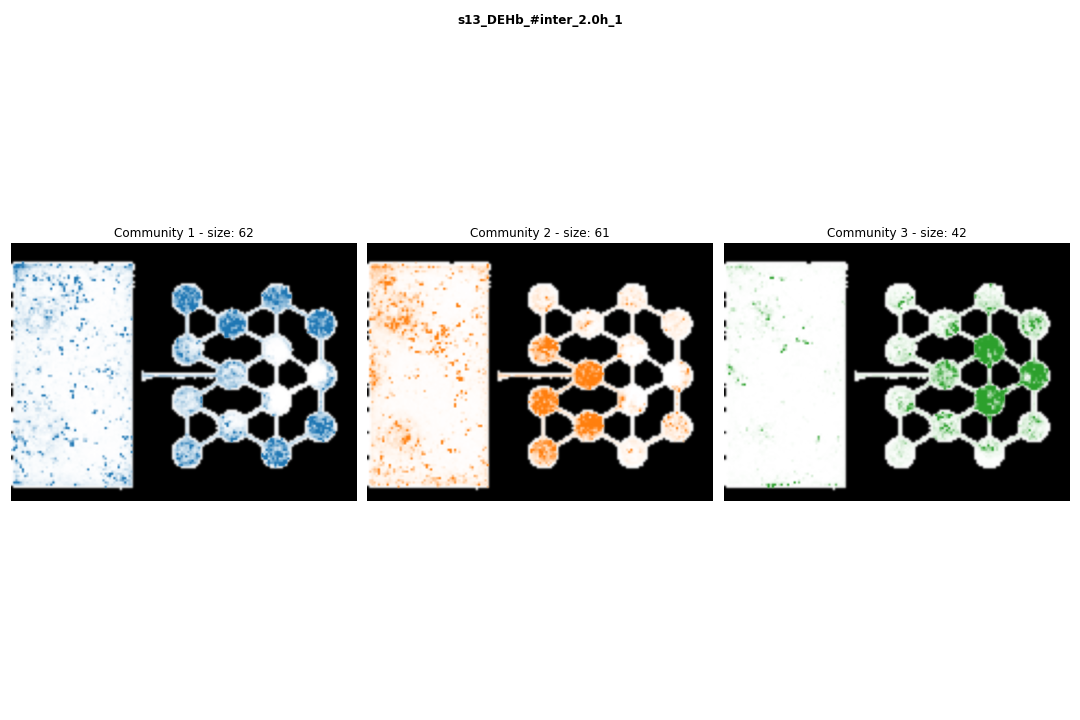 s13_DEHb_#inter_2.0h_1
Community 1 - size: 62
Community 2 - size: 61
Community 3 - size: 42